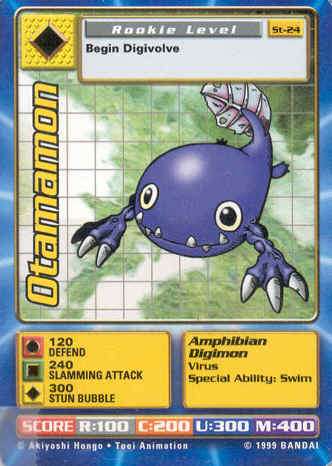 Rookie Level
St-24
Begin Digivolve
Otamamon
120
DEFEND
240
SLAMMING ATTACK
300
STUN BUBBLE
Amphibian
Digimon
Virus
Special Ability: Swim
SCORE R:100 C:200 U:300 M:400
© Akiyoshi Hongo · Toei Animation © 1999 BANDAI